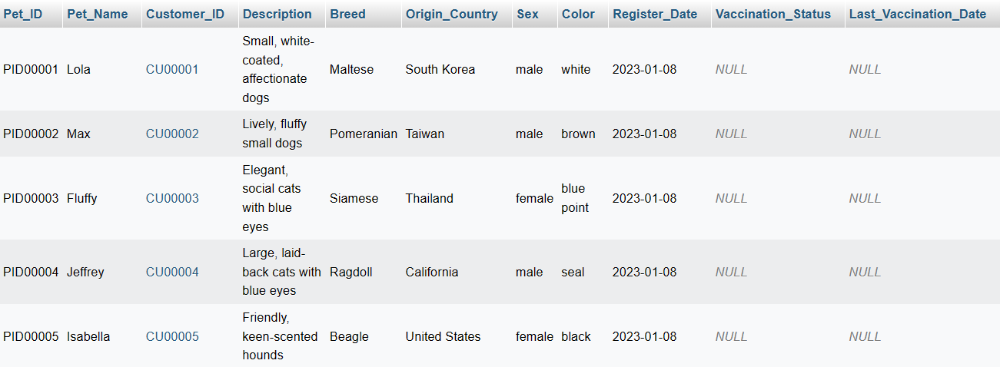 Pet_ID Pet_Name Customer_ID Description Breed Origin_Country Sex Color Register_Date Vaccination_Status Last_Vaccination_Date
PID00001 Lola CU00001 Small, white-
coated,
affectionate
dogs Maltese South Korea male white 2023-01-08 NULL NULL
PID00002 Max CU00002 Lively, fluffy
small dogs Pomeranian Taiwan male brown 2023-01-08 NULL NULL
PID00003 Fluffy CU00003 Elegant,
social cats
with blue
eyes Siamese Thailand female blue
point 2023-01-08 NULL NULL
PID00004 Jeffrey CU00004 Large, laid-
back cats with
blue eyes Ragdoll California male seal 2023-01-08 NULL NULL
PID00005 Isabella CU00005 Friendly,
keen-scented
hounds Beagle United States female black 2023-01-08 NULL NULL